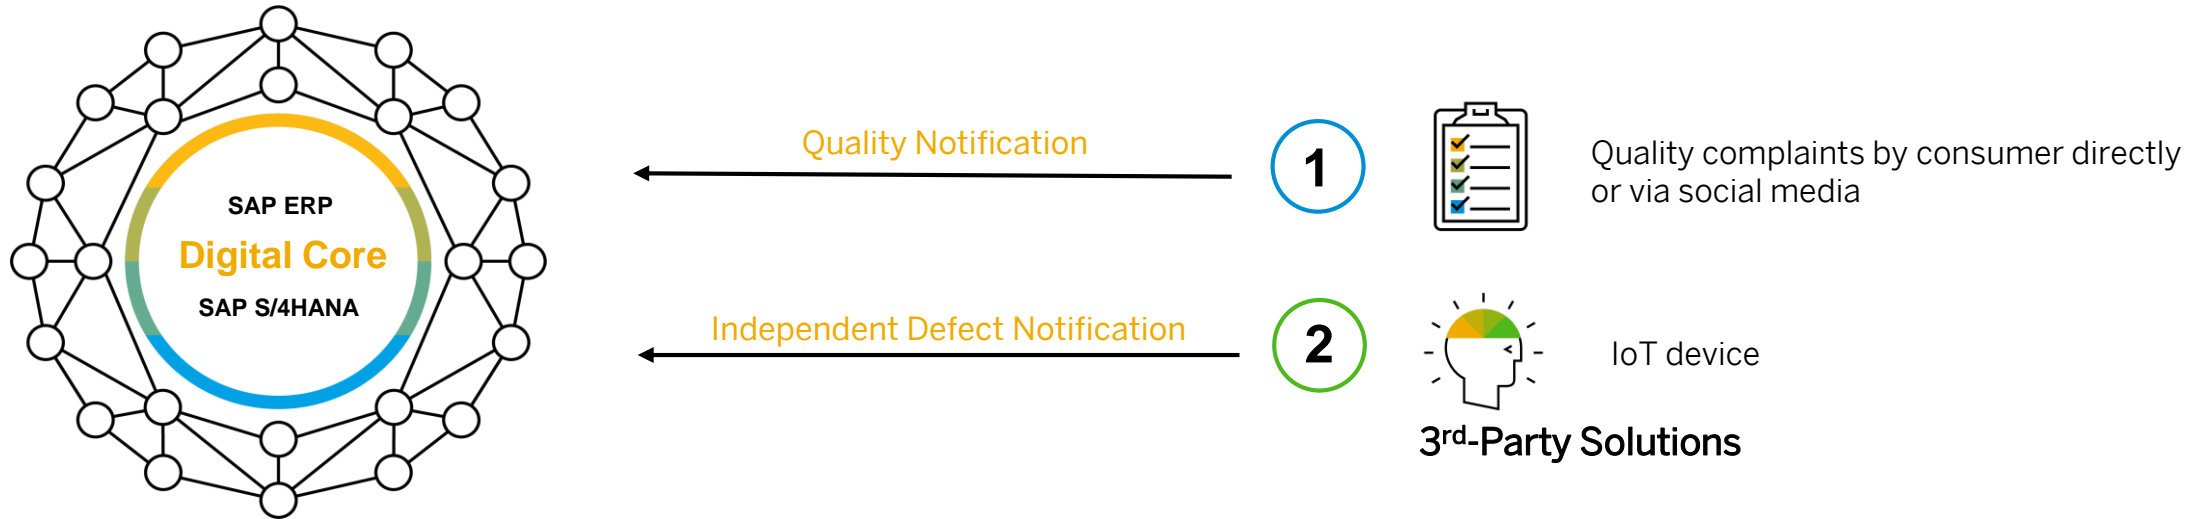 SAP ERP
Digital Core
SAP S/4HANA
Quality Notification
1
Quality complaints by consumer directly
or via social media
Independent Defect Notification
2
IoT device
3rd-Party Solutions